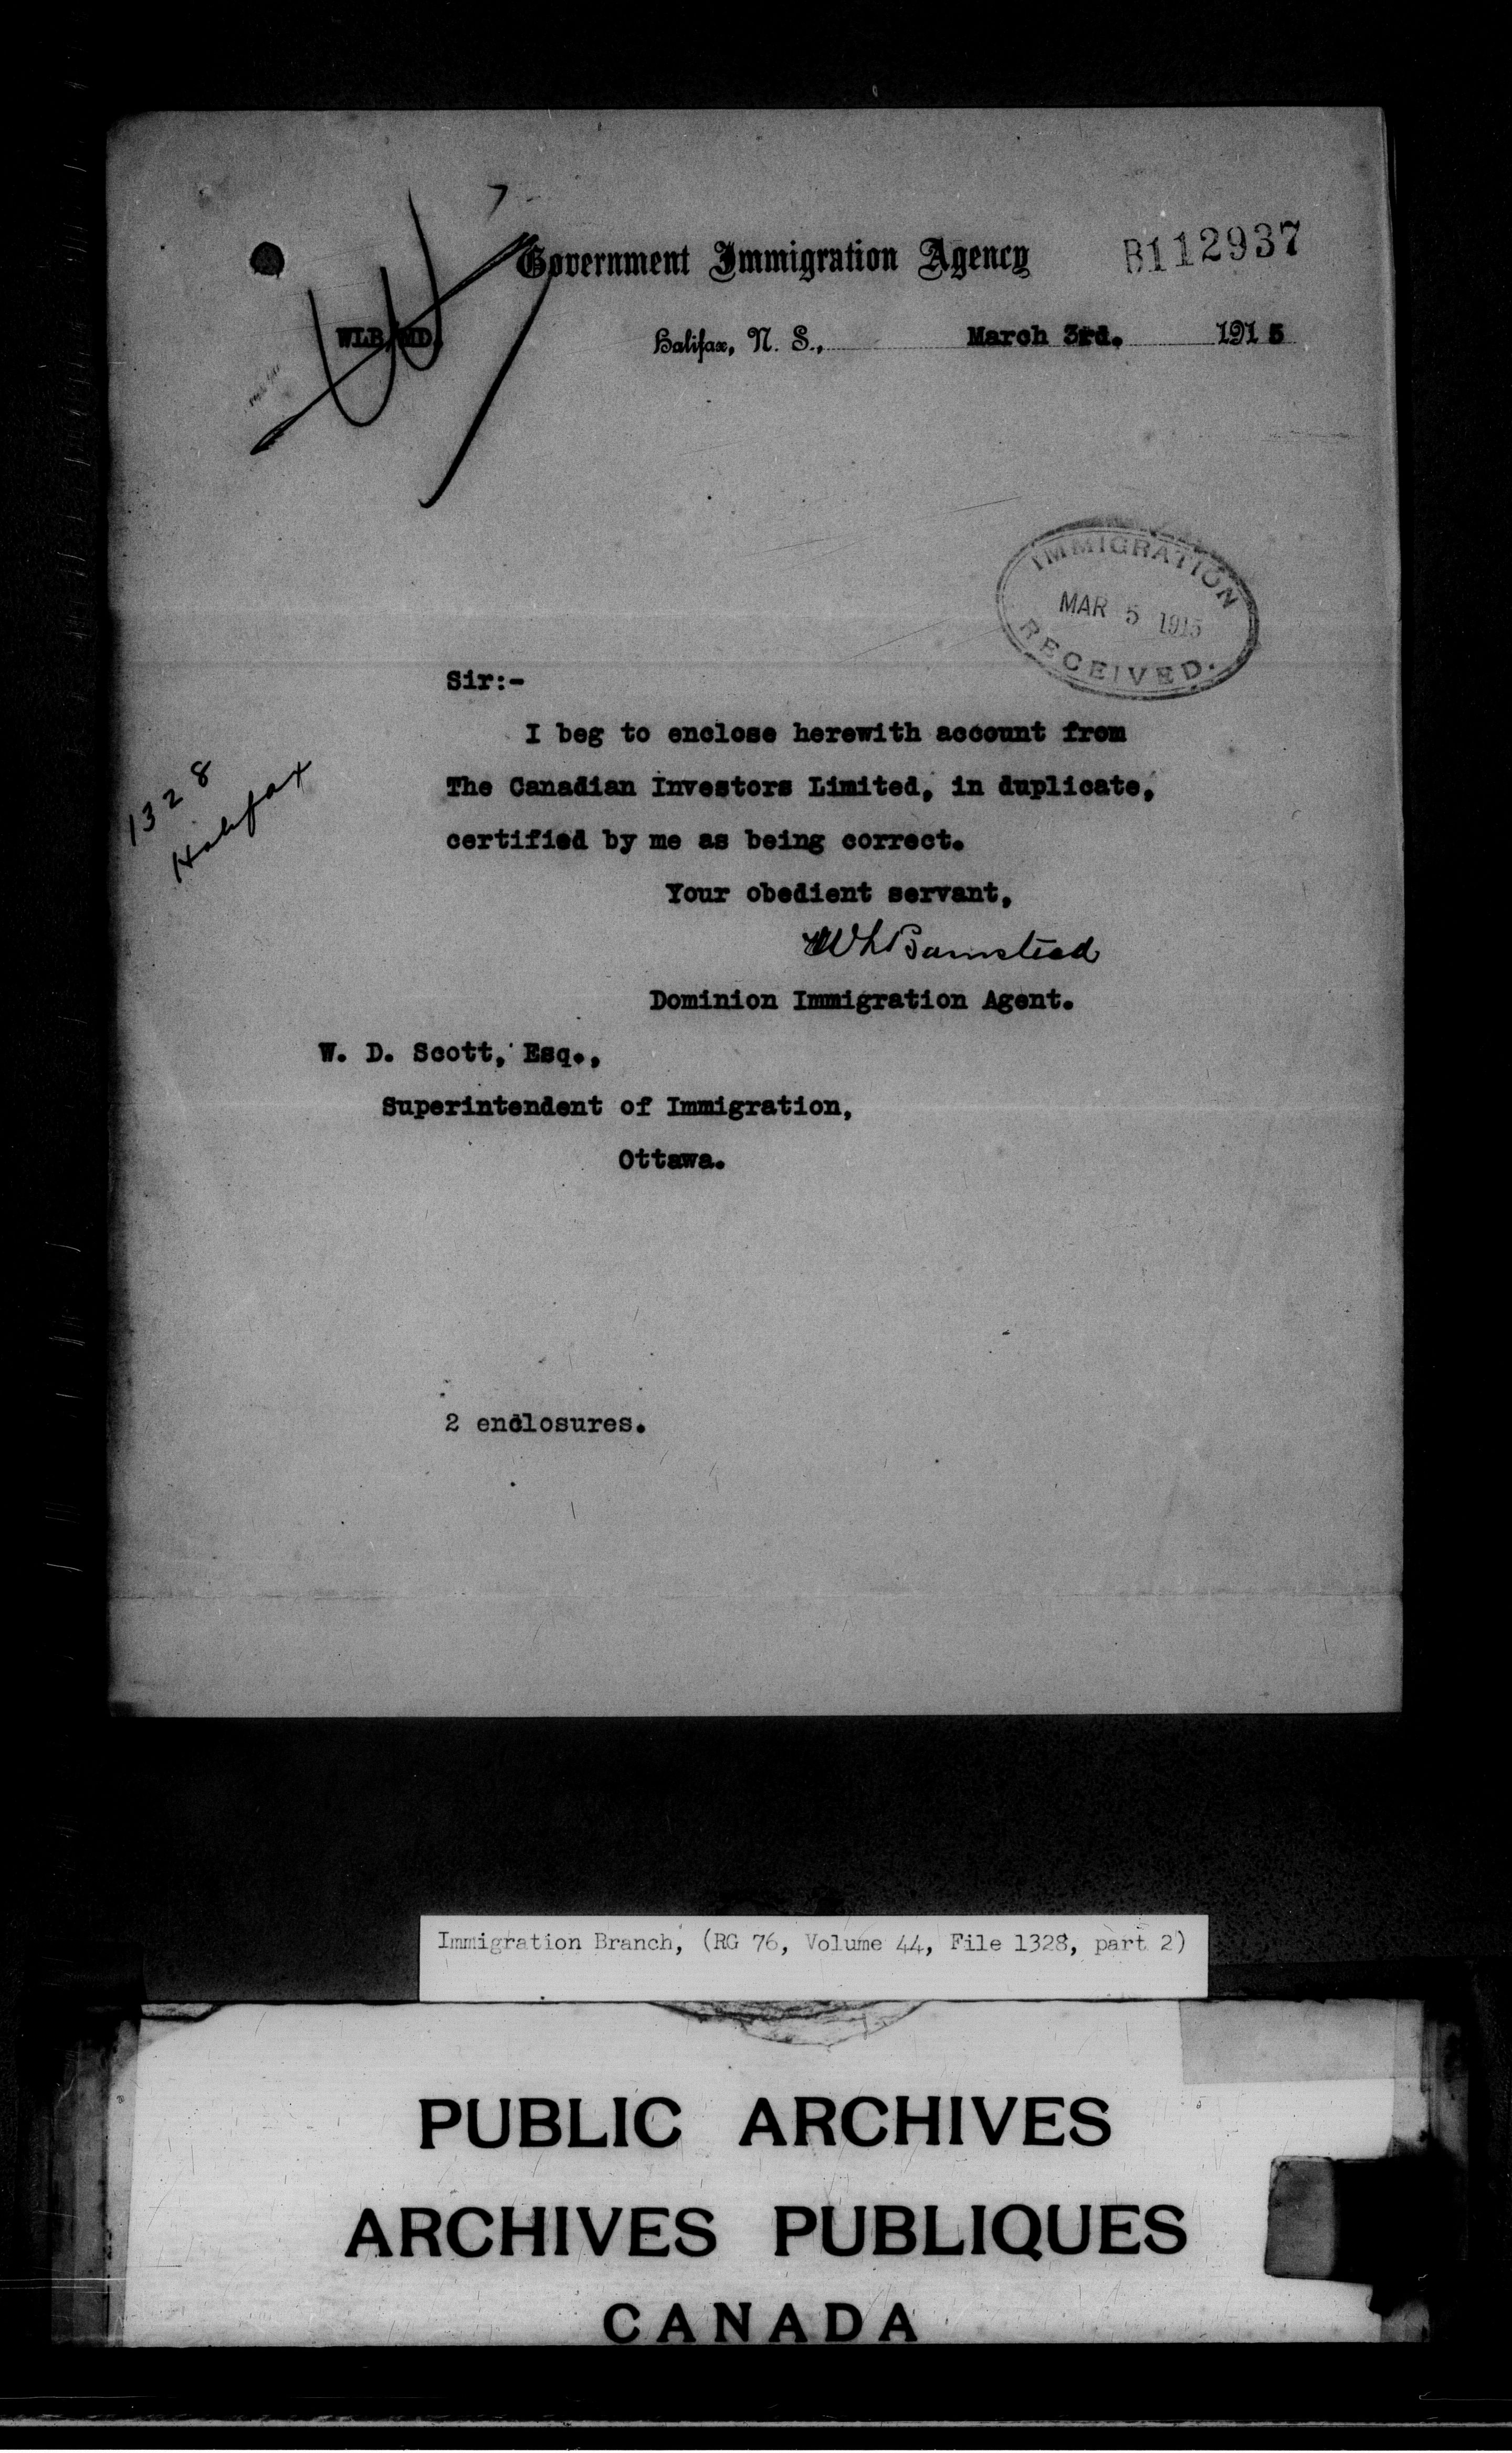 Government Immigration Agency
B112937
WLB/MD.
Halifax, N. S., March 3rd. 1915
IMMIGRATION
MAR 5 1915
RECEIVED.
Sir:-
I beg to enclose herewith account from
The Canadian Investors Limited, in duplicate,
certified by me as being correct.
1328
Halifax
Your obedient servant,
WLBarnstead
Dominion Immigration Agent.
W. D. Scott, Esq.,
Superintendent of Immigration,
Ottawa.
2 enclosures.
Immigration Branch, (RG 76, Volume 44, File 1328, part 2)
PUBLIC ARCHIVES
ARCHIVES PUBLIQUES
CANADA